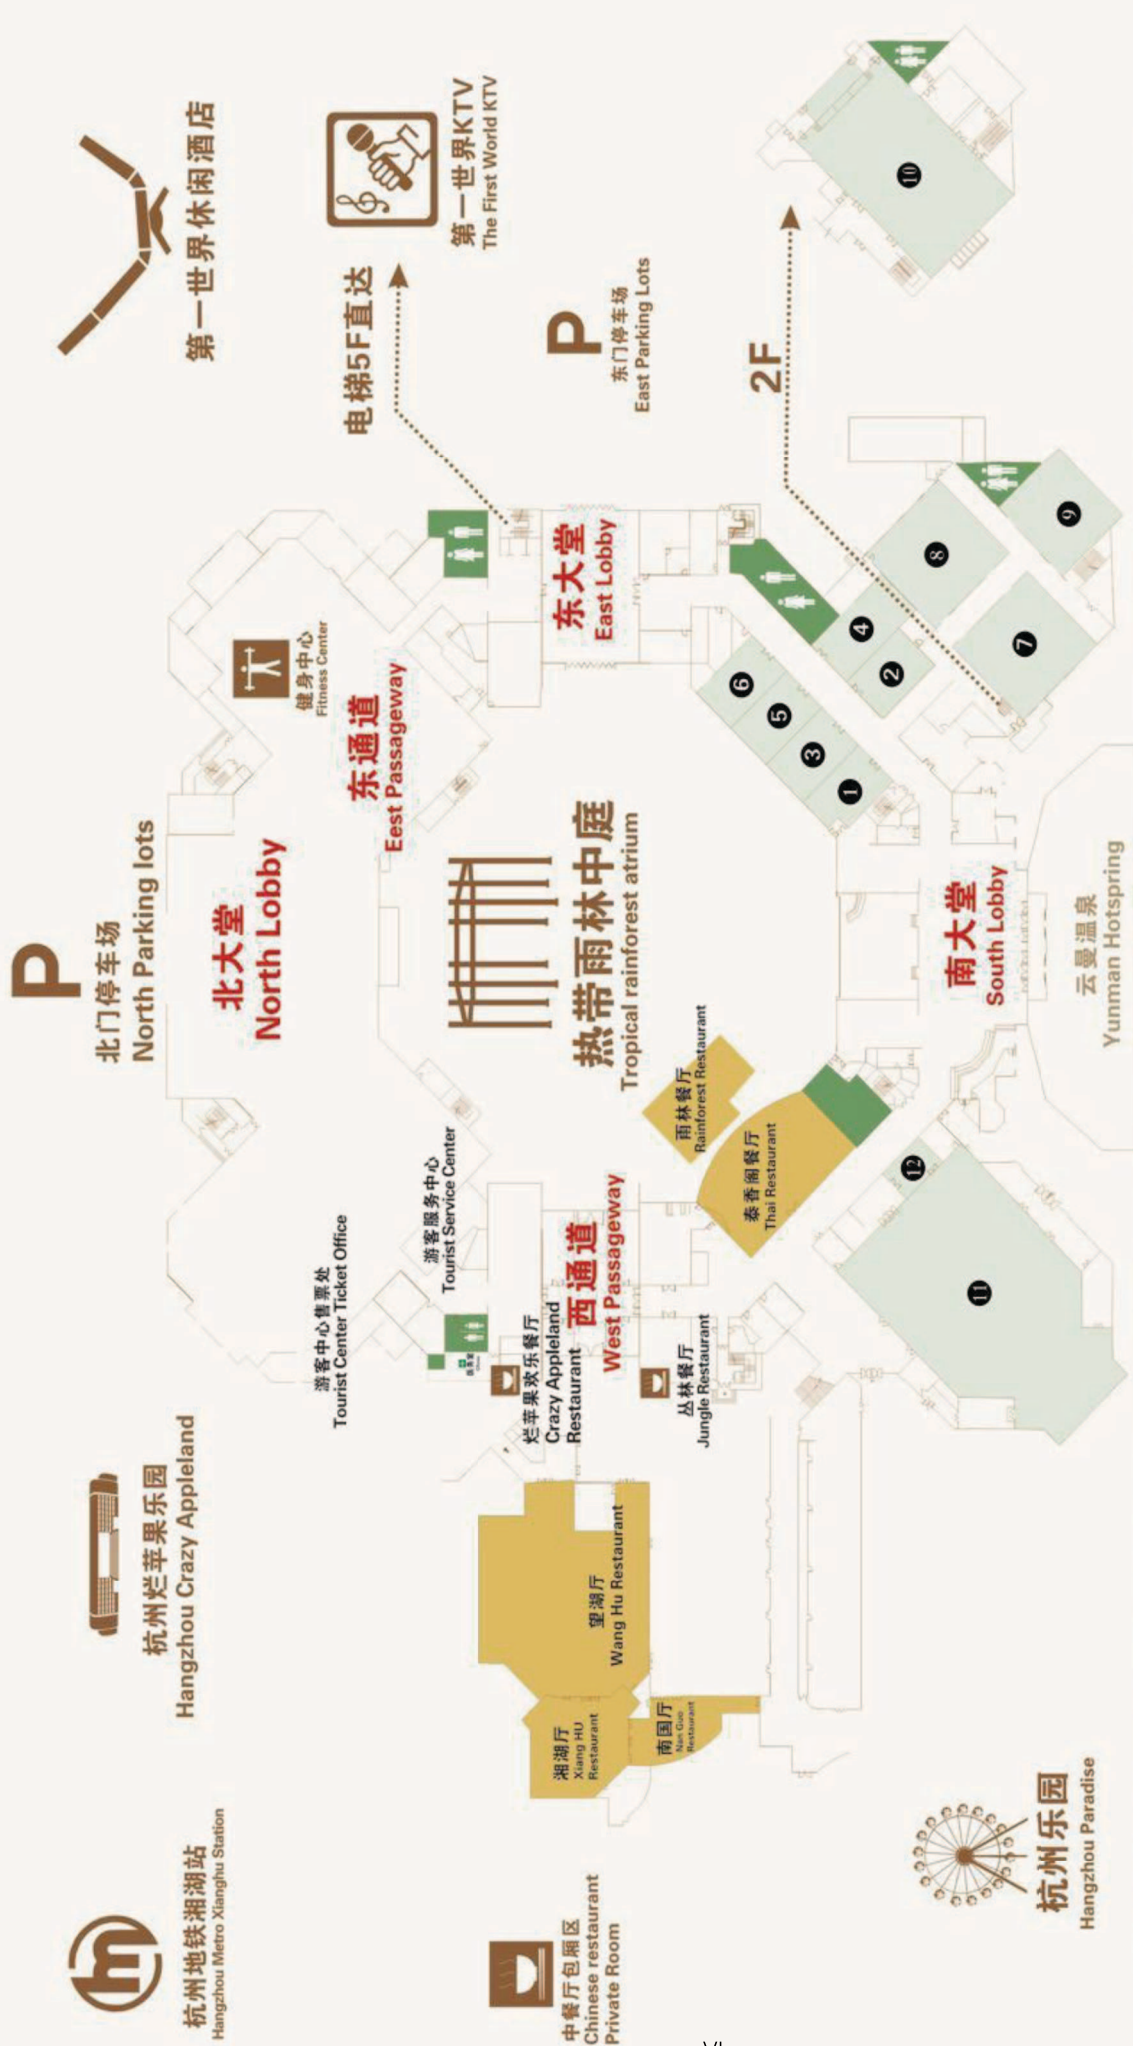 杭州地铁湘湖站
Hangzhou Metro Xianghu Station
杭州烂苹果乐园
Hangzhou Crazy Appleland
P
北门停车场
North Parking lots
第一世界休闲酒店
北大堂
North Lobby
健身中心
Fitness Center
游客中心售票处
Tourist Center Ticket Office
东通道
Eest Passageway
电梯5F直达
第一世界KTV
The First World KTV
游客服务中心
Tourist Service Center
中餐厅包厢区
Chinese restaurant
Private Room
湘湖厅
Xiang HU
Restaurant
望湖厅
Wang Hu Restaurant
南国厅
Nan Guo
Restaurant
烂苹果欢乐餐厅
Crazy Appleland
Restaurant
西通道
West Passageway
丛林餐厅
Jungle Restaurant
热带雨林中庭
Tropical rainforest atrium
东大堂
East Lobby
P
东门停车场
East Parking Lots
雨林餐厅
Rainforest Restaurant
泰香阁餐厅
Thai Restaurant
2F
6
5
3
1
4
2
8
7
9
10
12
11
南大堂
South Lobby
云曼温泉
Yunman Hotspring
杭州乐园
Hangzhou Paradise